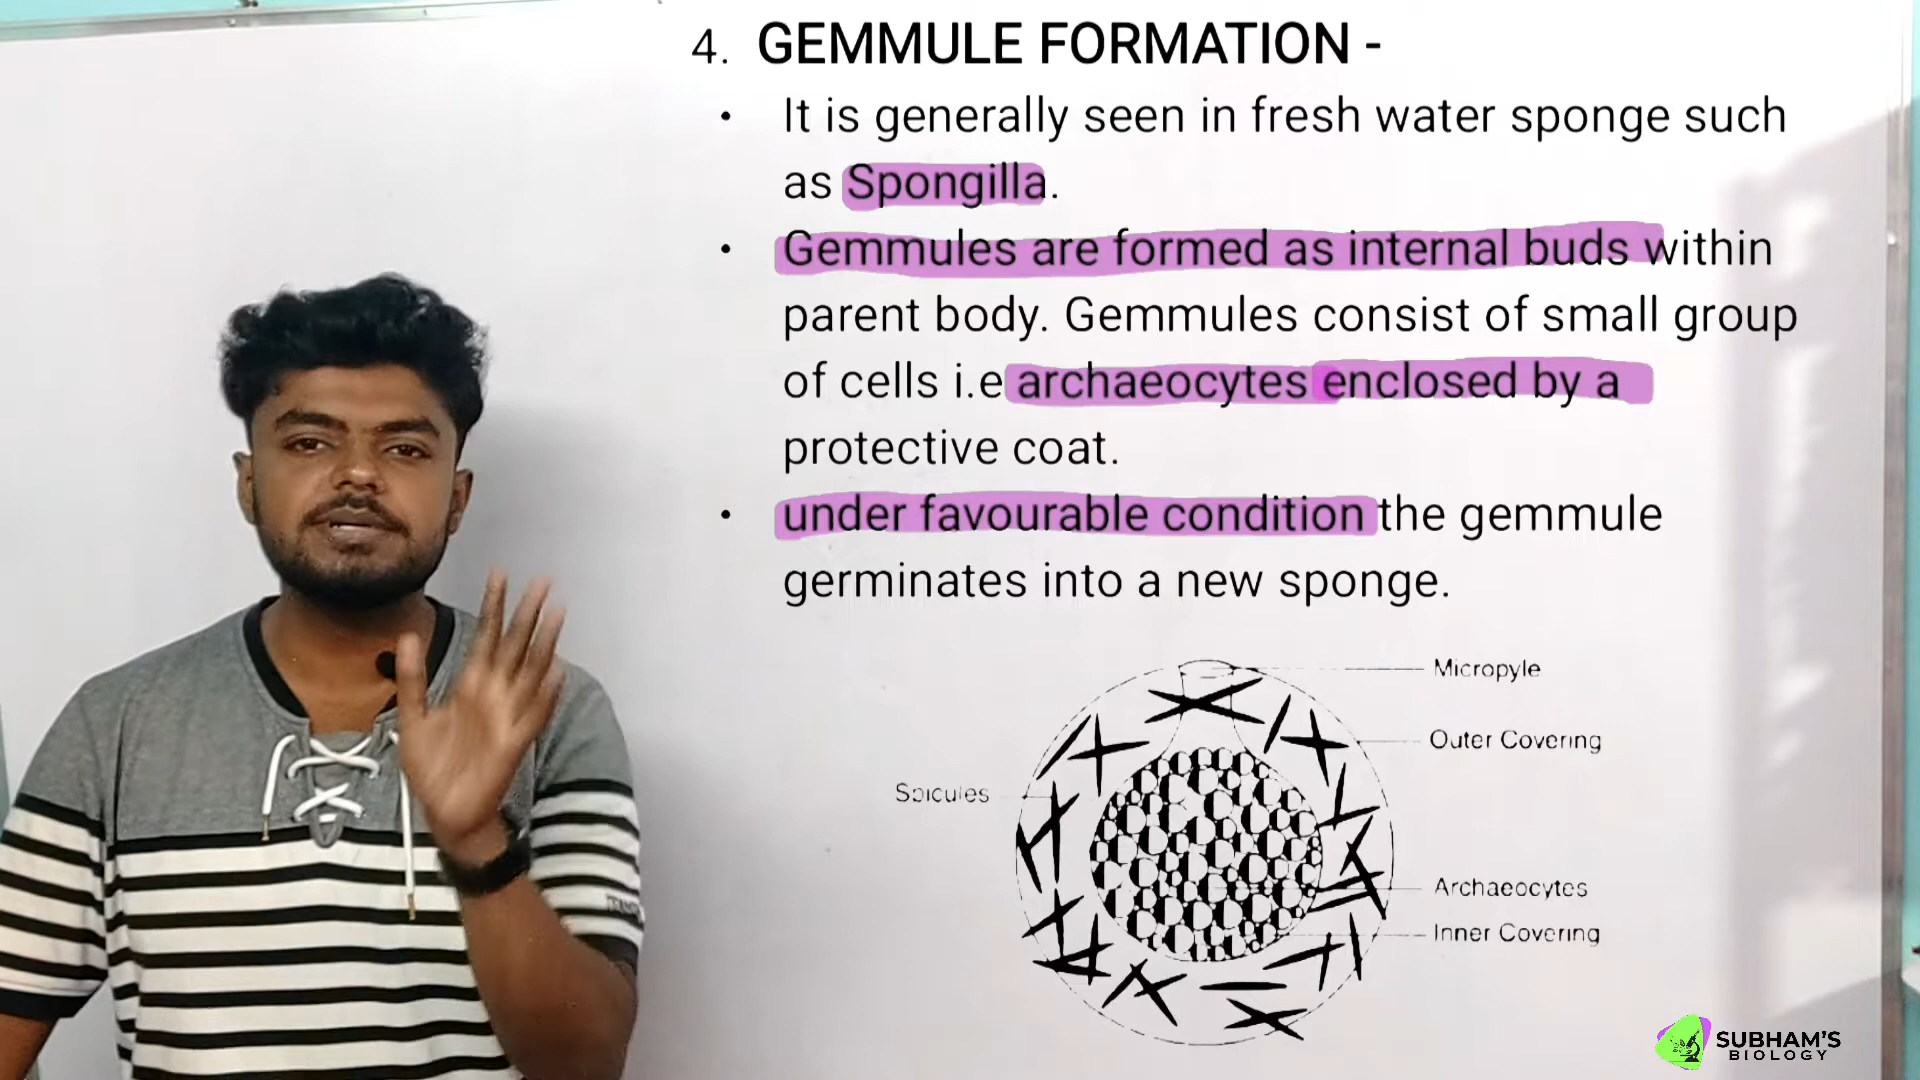 4. GEMMULE FORMATION -
• It is generally seen in fresh water sponge such
as Spongilla.
• Gemmules are formed as internal buds within
parent body. Gemmules consist of small group
of cells i.e archaeocytes enclosed by a
protective coat.
• under favourable condition the gemmule
germinates into a new sponge.
Micropyle
Outer Covering
Spicules
Archaeocytes
Inner Covering
SUBHAM'S
BIOLOGY